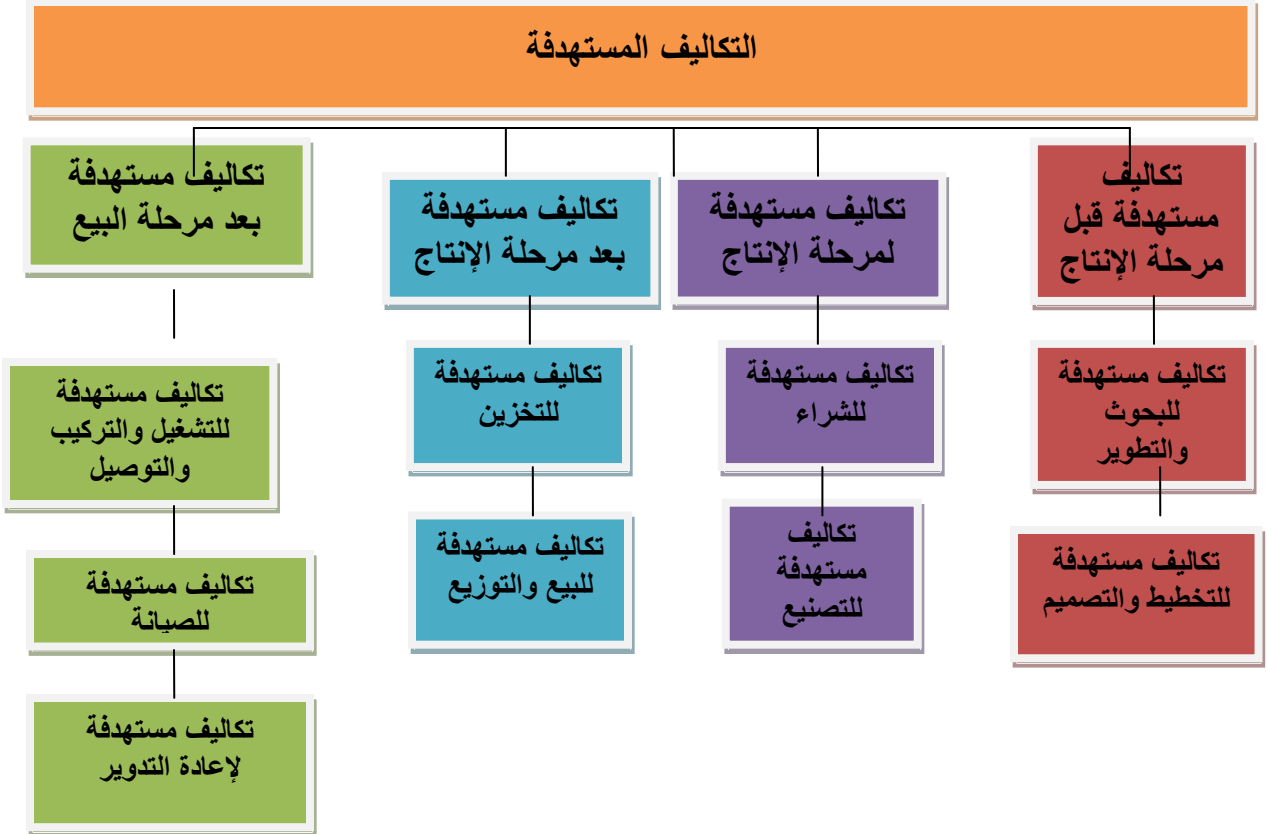 التكاليف المستهدفة
تكاليف
مستهدفة قبل
مرحلة الإنتاج
تكاليف مستهدفة
لمرحلة الإنتاج
تكاليف مستهدفة
بعد مرحلة الإنتاج
تكاليف مستهدفة
بعد مرحلة البيع
تكاليف مستهدفة
للبحوث
والتطوير
تكاليف مستهدفة
للشراء
تكاليف مستهدفة
للتخزين
تكاليف مستهدفة
للتشغيل والتركيب
والتوصيل
تكاليف مستهدفة
للتخطيط والتصميم
تكاليف
مستهدفة
للتصنيع
تكاليف مستهدفة
للبيع والتوزيع
تكاليف مستهدفة
للصيانة
تكاليف مستهدفة
لإعادة التدوير